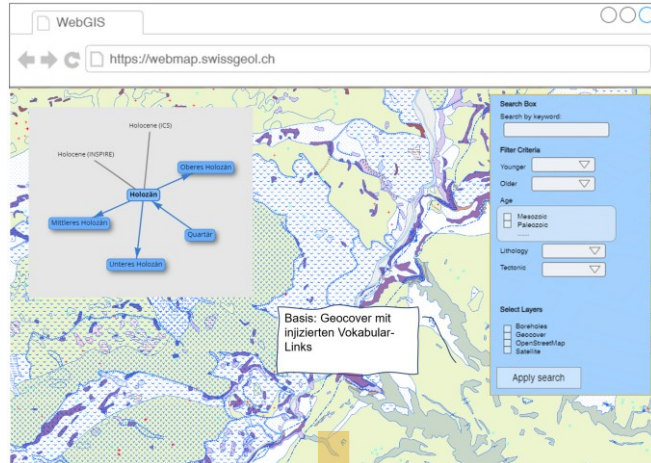 WebGIS
https://webmap.swissgeol.ch
Holocene (ICS)
Holocene (INSPIRE)
Oberes Holozän
Holozän
Mittleres Holozän
Quartär
Unteres Holozän
Basis: Geocover mit
injizierten Vokabular-
Links
Search Box
Search by keyword:
Filter Criteria
Younger
Older
Age
Mesozoic
Paleozoic
.....
Lithology
Tectonic
Select Layers
Boreholes
Geocover
OpenStreetMap
Satellite
Apply search